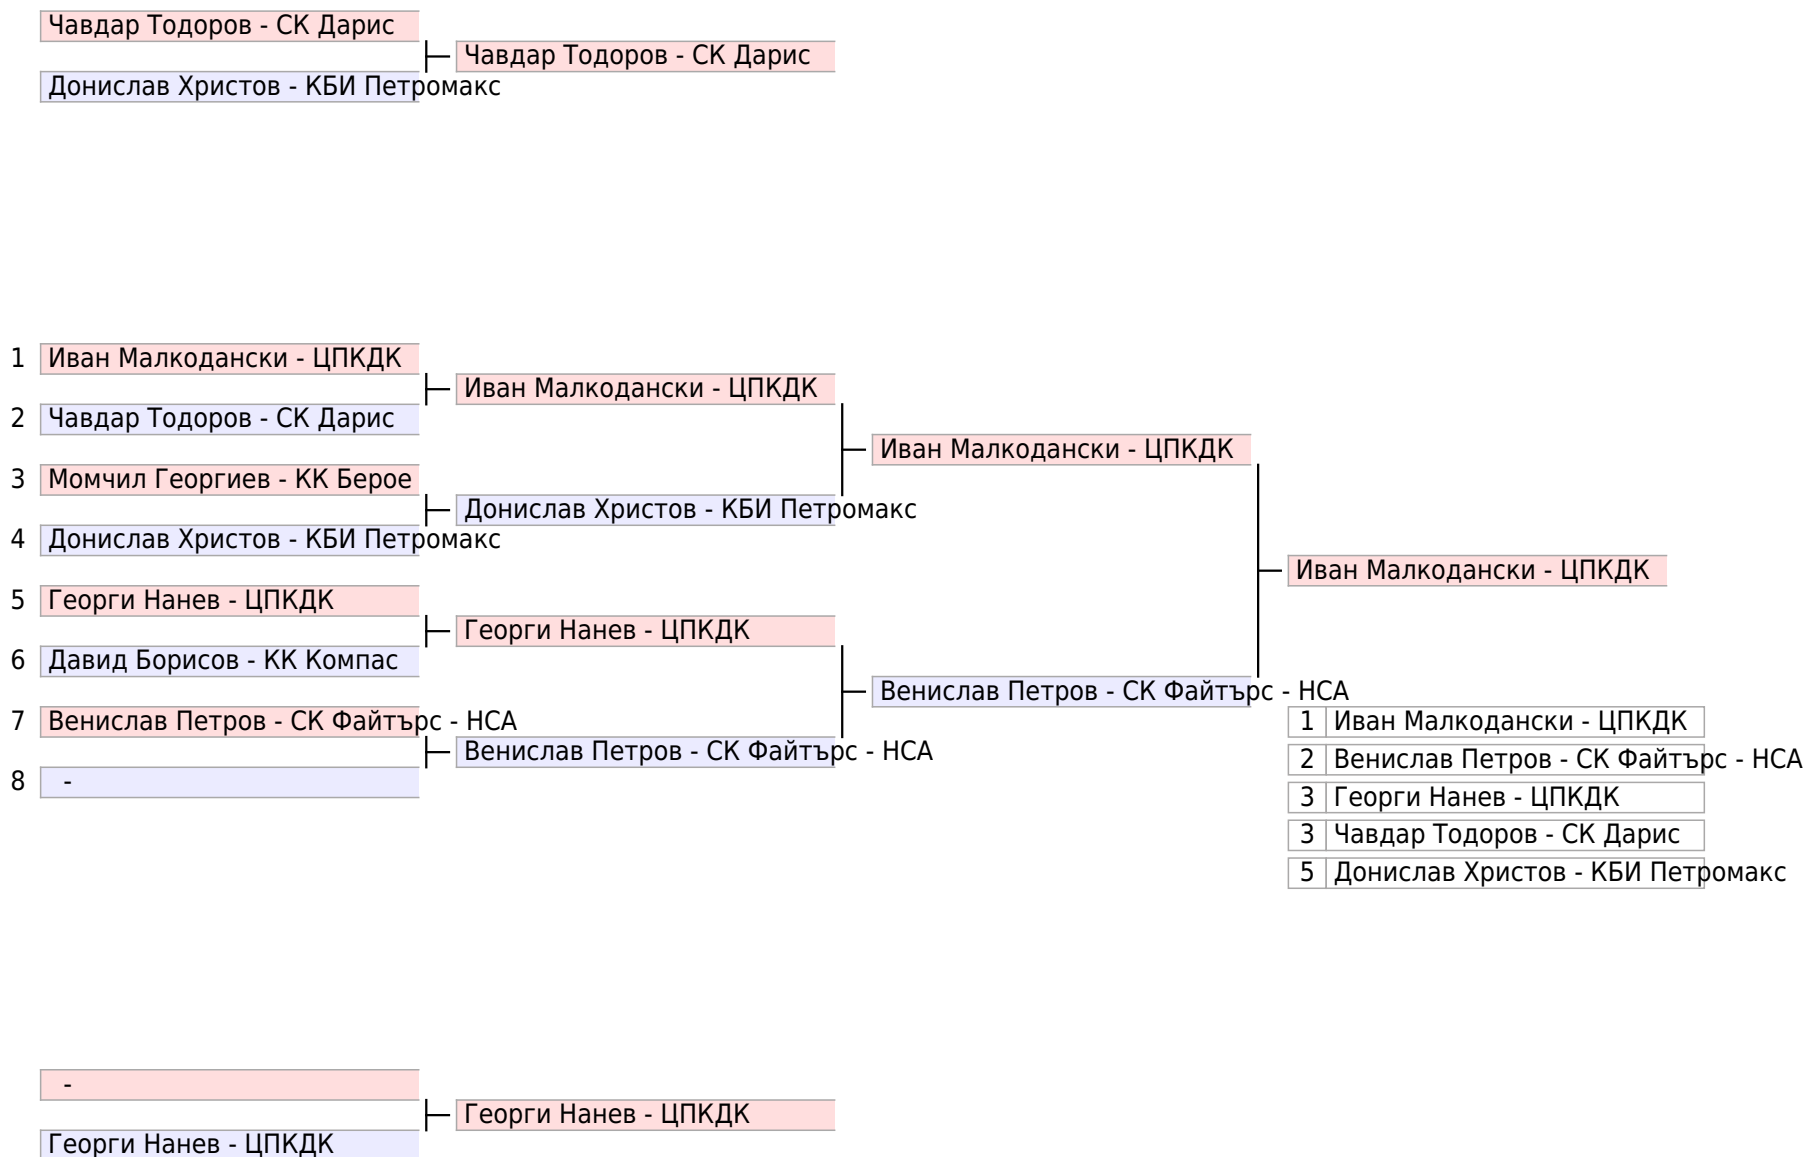 Чавдар Тодоров - СК Дарис
Чавдар Тодоров - СК Дарис
Донислав Христов - КБИ Петромакс
1 Иван Малкодански - ЦПКДК
Иван Малкодански - ЦПКДК
2 Чавдар Тодоров - СК Дарис
Иван Малкодански - ЦПКДК
3 Момчил Георгиев - КК Берое
Донислав Христов - КБИ Петромакс
4 Донислав Христов - КБИ Петромакс
Иван Малкодански - ЦПКДК
5 Георги Нанев - ЦПКДК
Георги Нанев - ЦПКДК
6 Давид Борисов - КК Компас
Венислав Петров - СК Файтърс - НСА
7 Венислав Петров - СК Файтърс - НСА
Венислав Петров - СК Файтърс - НСА
8 -
1 Иван Малкодански - ЦПКДК
2 Венислав Петров - СК Файтърс - НСА
3 Георги Нанев - ЦПКДК
3 Чавдар Тодоров - СК Дарис
5 Донислав Христов - КБИ Петромакс
-
Георги Нанев - ЦПКДК
Георги Нанев - ЦПКДК